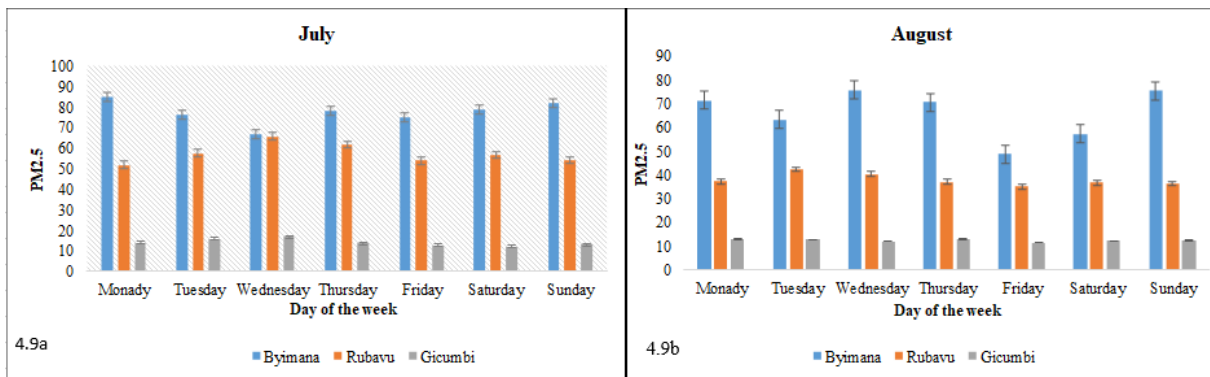 July
100
90
80
70
60
50
40
30
20
10
0
PM2.5
Monady Tuesday Wednesday Thursday Friday Saturday Sunday
Day of the week
4.9a
Byimana Rubavu Gicumbi
August
90
80
70
60
50
40
30
20
10
0
PM2.5
Monady Tuesday Wednesday Thursday Friday Saturday Sunday
Day of the week
4.9b
Byimana Rubavu Gicumbi